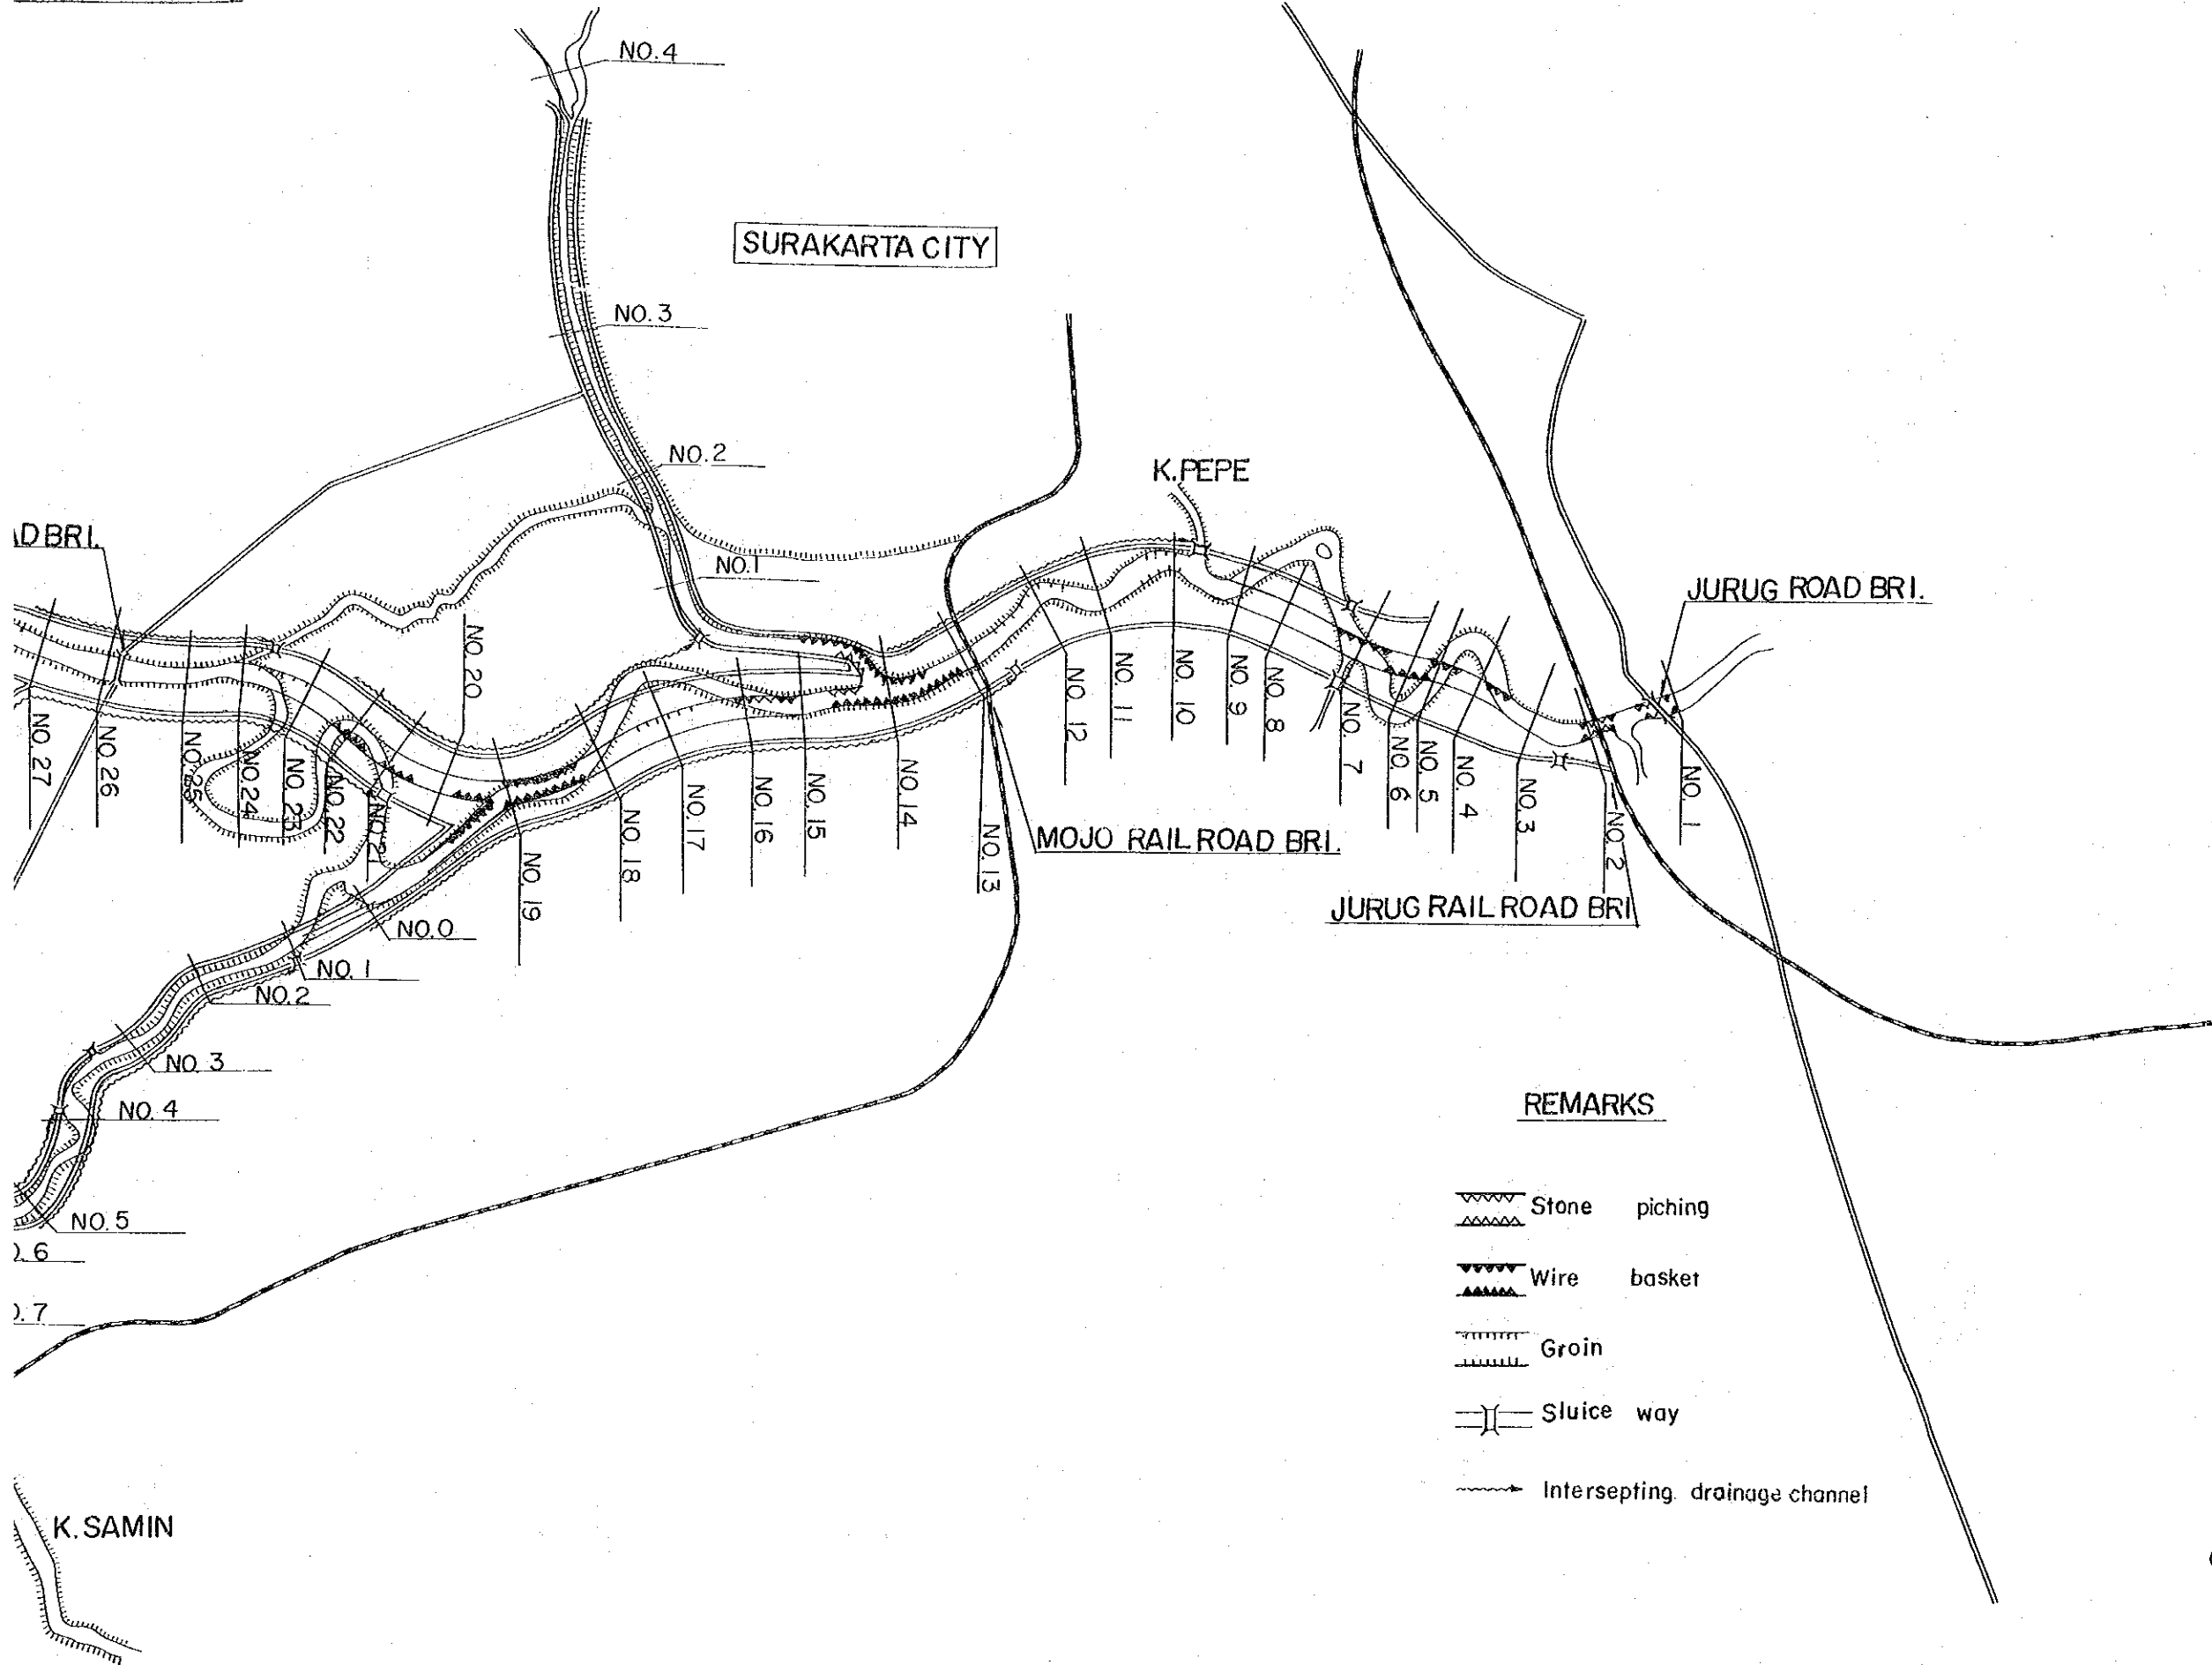 NO. 4
SURAKARTA CITY
NO. 3
NO. 2
K. PEPE
NO. 1
JURUG ROAD BRI.
NO. 27
NO. 26
NO. 25
NO. 24
NO. 23
NO. 22
NO. 21
NO. 20
NO. 19
NO. 18
NO. 17
NO. 16
NO. 15
NO. 14
NO. 13
NO. 12
NO. 11
NO. 10
NO. 9
NO. 8
NO. 7
NO. 6
NO. 5
NO. 4
NO. 3
NO. 2
NO. 1
MOJO RAIL ROAD BRI.
JURUG RAIL ROAD BRI
NO. 0
NO. 1
NO. 2
NO. 3
NO. 4
NO. 5
. 6
. 7
REMARKS
Stone piching
Wire basket
Groin
Sluice way
Intersepting drainage channel
K. SAMIN